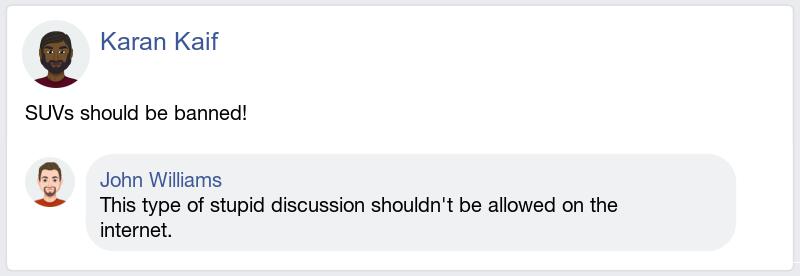 Karan Kaif
SUVs should be banned!
John Williams
This type of stupid discussion shouldn't be allowed on the
internet.